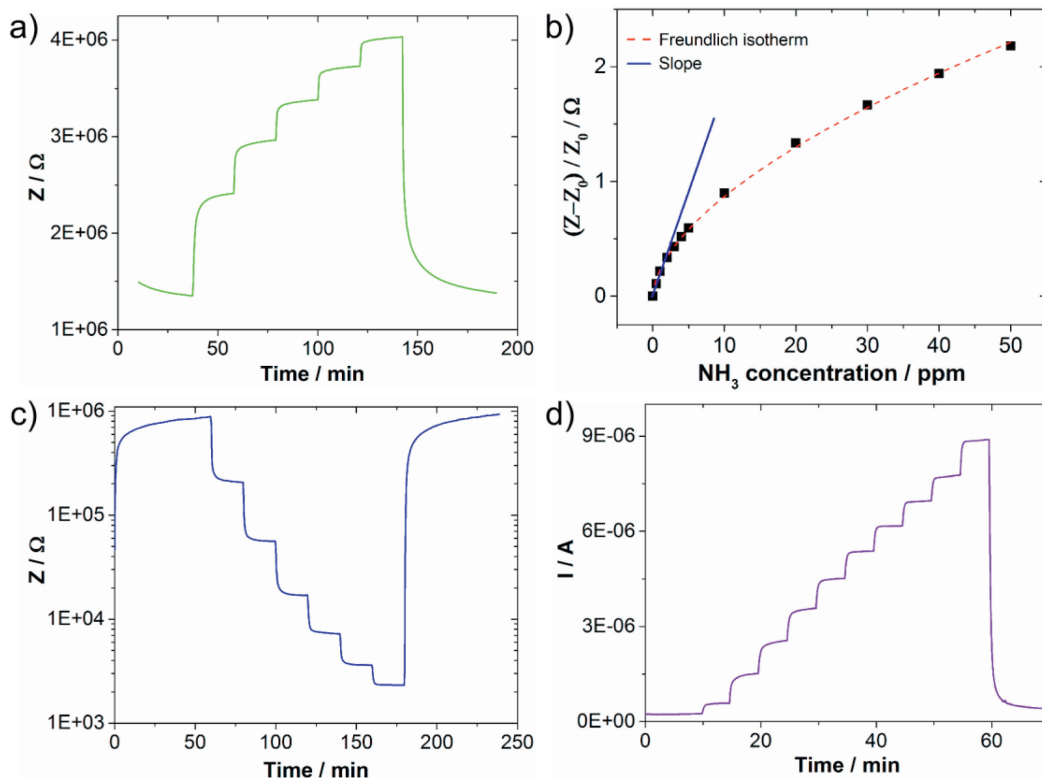 a)
4E+06
3E+06
2E+06
1E+06
Z / Ω
0 50 100 150 200
Time / min
b)
Freundlich isotherm
Slope
2
1
0
(Z−Z₀) / Z₀ / Ω
0 10 20 30 40 50
NH₃ concentration / ppm
c)
1E+06
1E+05
1E+04
1E+03
Z / Ω
0 50 100 150 200 250
Time / min
d)
9E-06
6E-06
3E-06
0E+00
I / A
0 20 40 60
Time / min